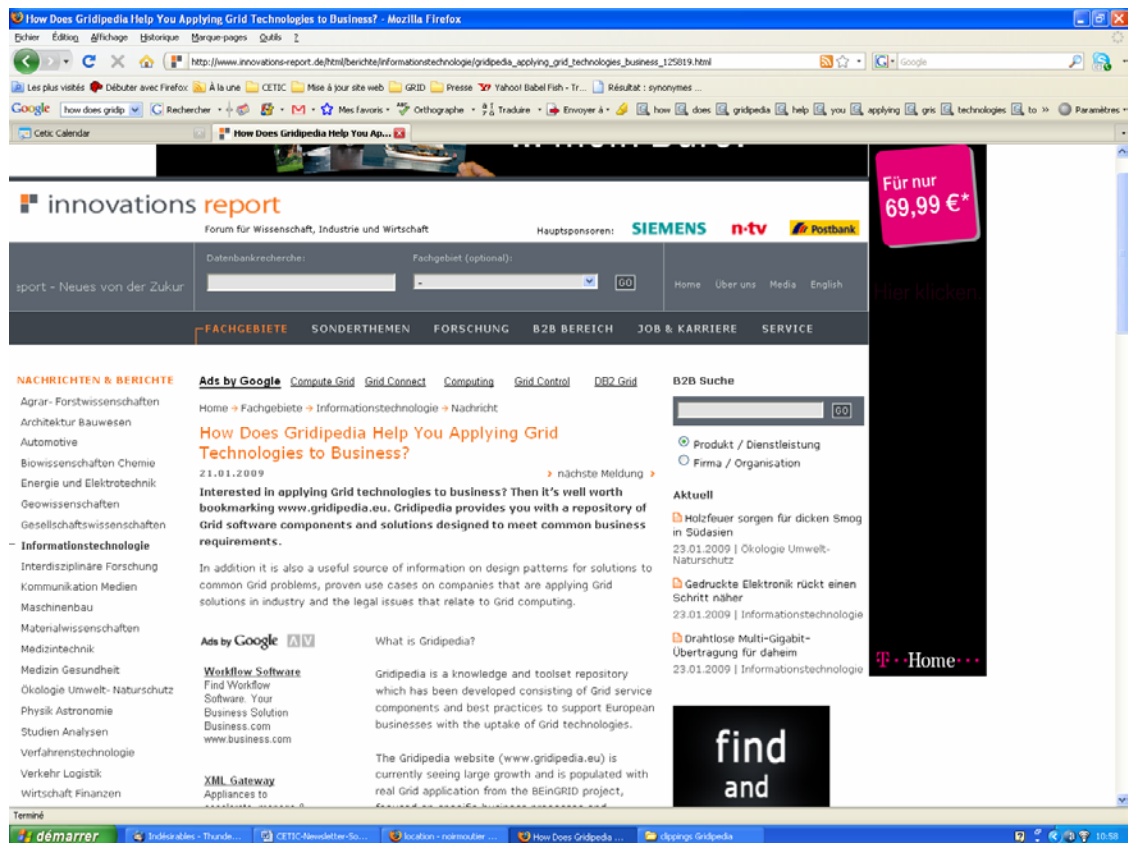 How Does Gridipedia Help You Applying Grid Technologies to Business? - Mozilla Firefox
Fichier Édition Affichage Historique Marque-pages Outils ?
http://www.innovations-report.de/html/berichte/informationstechnologie/gridpedia_applying_grid_technologies_business_125819.html
Google
Les plus visités Débuter avec Firefox À la une CETIC Mise à jour site web GRID Presse Yahoo! Babel Fish - Tr... Résultat : synonymes ...
Google how does gridip Rechercher Mes favoris Orthographe Traduire Envoyer à how does gridipedia help you applying gris technologies to » Paramètres
Cetic Calendar How Does Gridipedia Help You Ap...
Für nur
69,99 €*
Hier klicken
innovations report
Forum für Wissenschaft, Industrie und Wirtschaft
Hauptsponsoren: SIEMENS n-tv Postbank
Datenbankrecherche: Fachgebiet (optional):
eport - Neues von der Zukun
- GO
Home Über uns Media English
FACHGEBIETE SONDERTHEMEN FORSCHUNG B2B BEREICH JOB & KARRIERE SERVICE
NACHRICHTEN & BERICHTE
Agrar- Forstwissenschaften
Architektur Bauwesen
Automotive
Biowissenschaften Chemie
Energie und Elektrotechnik
Geowissenschaften
Gesellschaftswissenschaften
Informationstechnologie
Interdisziplinäre Forschung
Kommunikation Medien
Maschinenbau
Materialwissenschaften
Medizintechnik
Medizin Gesundheit
Ökologie Umwelt- Naturschutz
Physik Astronomie
Studien Analysen
Verfahrenstechnologie
Verkehr Logistik
Wirtschaft Finanzen
Ads by Google Compute Grid Grid Connect Computing Grid Control DB2 Grid
Home → Fachgebiete → Informationstechnologie → Nachricht
How Does Gridipedia Help You Applying Grid
Technologies to Business?
21.01.2009
nächste Meldung
Interested in applying Grid technologies to business? Then it's well worth
bookmarking www.gridipedia.eu. Gridipedia provides you with a repository of
Grid software components and solutions designed to meet common business
requirements.
In addition it is also a useful source of information on design patterns for solutions to
common Grid problems, proven use cases on companies that are applying Grid
solutions in industry and the legal issues that relate to Grid computing.
Ads by Google
Workflow Software
Find Workflow
Software. Your
Business Solution
Business.com
www.business.com
XML Gateway
Appliances to
What is Gridipedia?
Gridipedia is a knowledge and toolset repository
which has been developed consisting of Grid service
components and best practices to support European
businesses with the uptake of Grid technologies.
The Gridipedia website (www.gridipedia.eu) is
currently seeing large growth and is populated with
real Grid application from the BEinGRID project,
B2B Suche
GO
Produkt / Dienstleistung
Firma / Organisation
Aktuell
Holzfeuer sorgen für dicken Smog
in Südasien
23.01.2009 | Ökologie Umwelt-
Naturschutz
Gedruckte Elektronik rückt einen
Schritt näher
23.01.2009 | Informationstechnologie
Drahtlose Multi-Gigabit-
Übertragung für daheim
23.01.2009 | Informationstechnologie
T··Home···
find
and
Terminé
démarrer Indésirables - Thunde... CETIC-Newsletter-So... location - noirmoutier ... How Does Gridipedia ... clippings Gridpedia 10:58